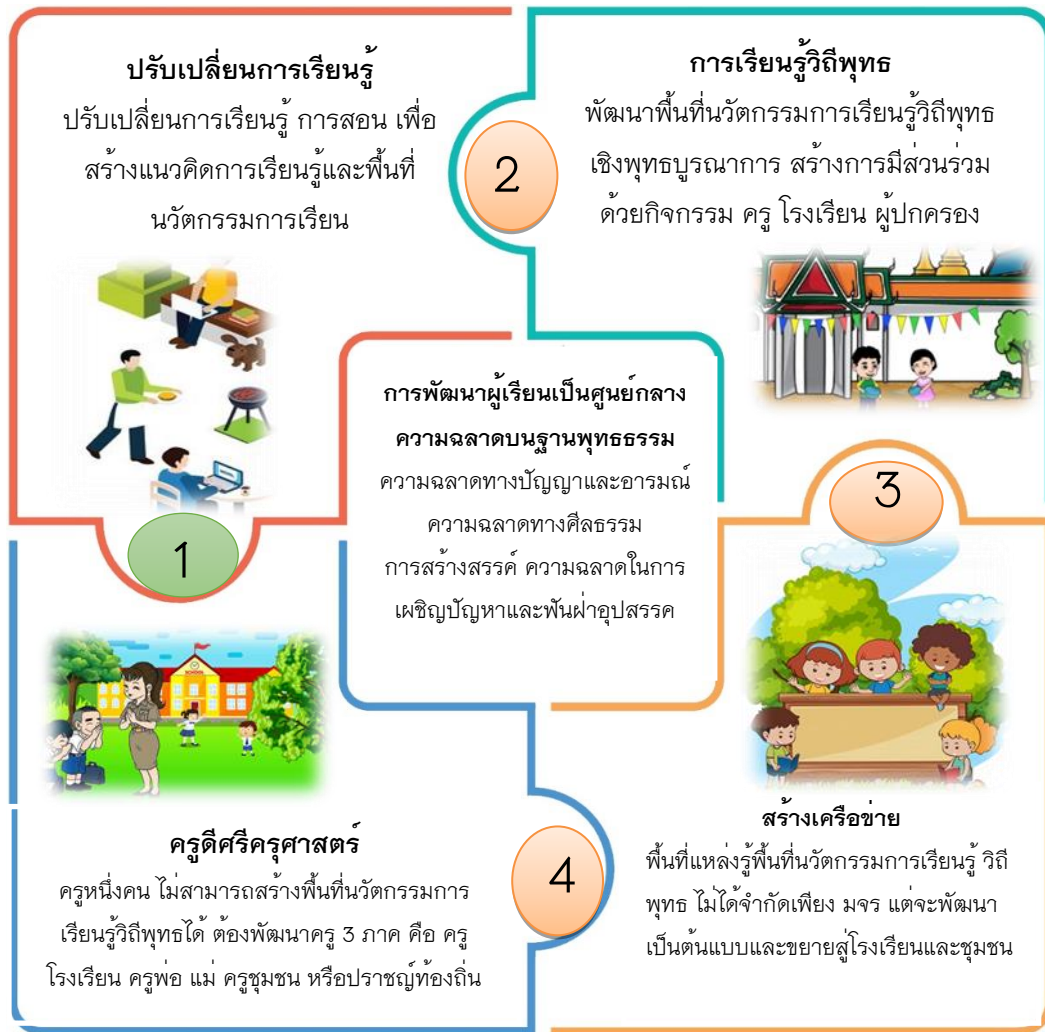 ปรับเปลี่ยนการเรียนรู้
ปรับเปลี่ยนการเรียนรู้ การสอน เพื่อ
สร้างแนวคิดการเรียนรู้และพื้นที่
นวัตกรรมการเรียน
1
2
การเรียนรู้วิถีพุทธ
พัฒนาพื้นที่นวัตกรรมการเรียนรู้วิถีพุทธ
เชิงพุทธบูรณาการ สร้างการมีส่วนร่วม
ด้วยกิจกรรม ครู โรงเรียน ผู้ปกครอง
การพัฒนาผู้เรียนเป็นศูนย์กลาง
ความฉลาดบนฐานพุทธธรรม
ความฉลาดทางปัญญาและอารมณ์
ความฉลาดทางศีลธรรม
การสร้างสรรค์ ความฉลาดในการ
เผชิญปัญหาและฟันฝ่าอุปสรรค
3
SCHOOL
ครูดีศรีครุศาสตร์
ครูหนึ่งคน ไม่สามารถสร้างพื้นที่นวัตกรรมการ
เรียนรู้วิถีพุทธได้ ต้องพัฒนาครู 3 ภาค คือ ครู
โรงเรียน ครูพ่อ แม่ ครูชุมชน หรือปราชญ์ท้องถิ่น
4
สร้างเครือข่าย
พื้นที่แหล่งรู้พื้นที่นวัตกรรมการเรียนรู้ วิถี
พุทธ ไม่ได้จำกัดเพียง มจร แต่จะพัฒนา
เป็นต้นแบบและขยายสู่โรงเรียนและชุมชน